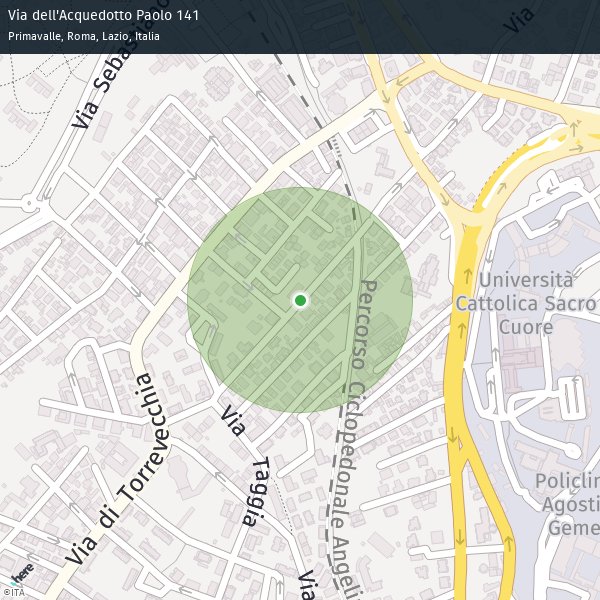 Via dell'Acquedotto Paolo 141
Primavalle, Roma, Lazio, Italia
Via
Via Sebastiano
Università
Cattolica Sacro
Cuore
Percorso Ciclopedonale Angeli
Via di Torrevecchia
Via
Taggia
Via
Policlin
Agosti
Geme
here
©ITA